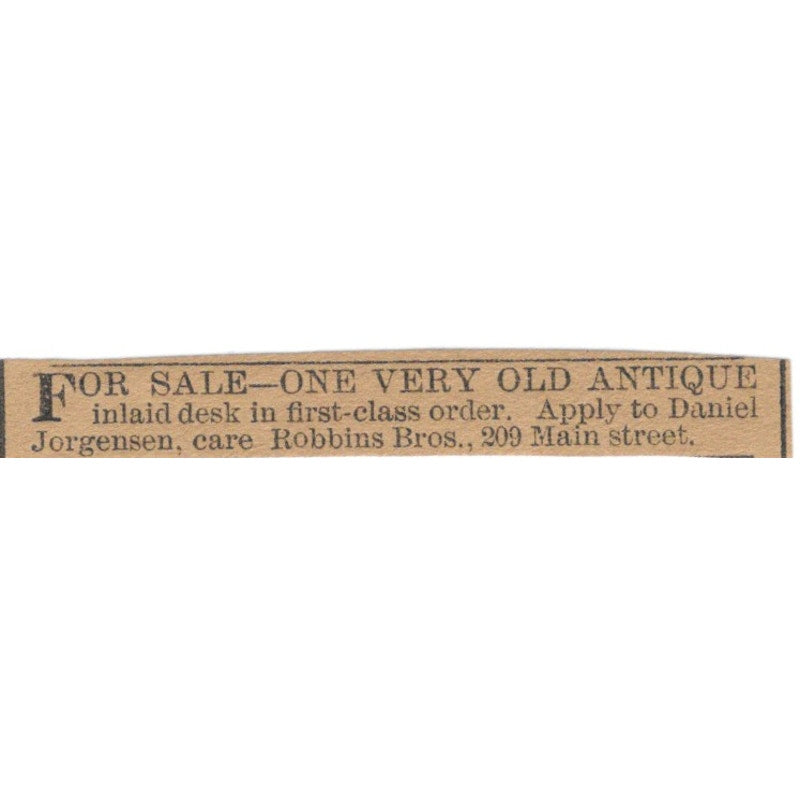 FOR SALE—ONE VERY OLD ANTIQUE
inlaid desk in first-class order. Apply to Daniel
Jorgensen, care Robbins Bros., 209 Main street.